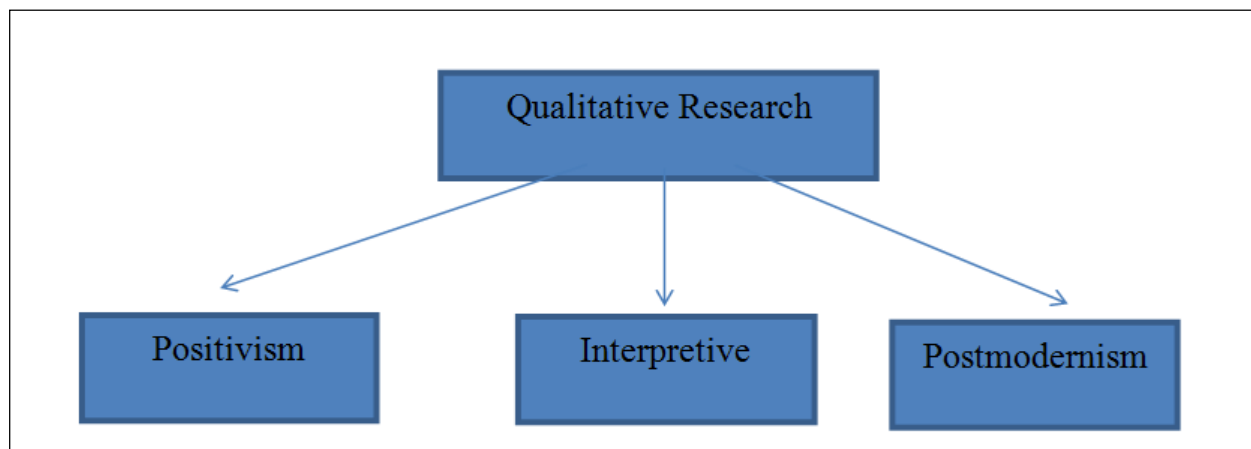 Qualitative Research
Positivism
Interpretive
Postmodernism